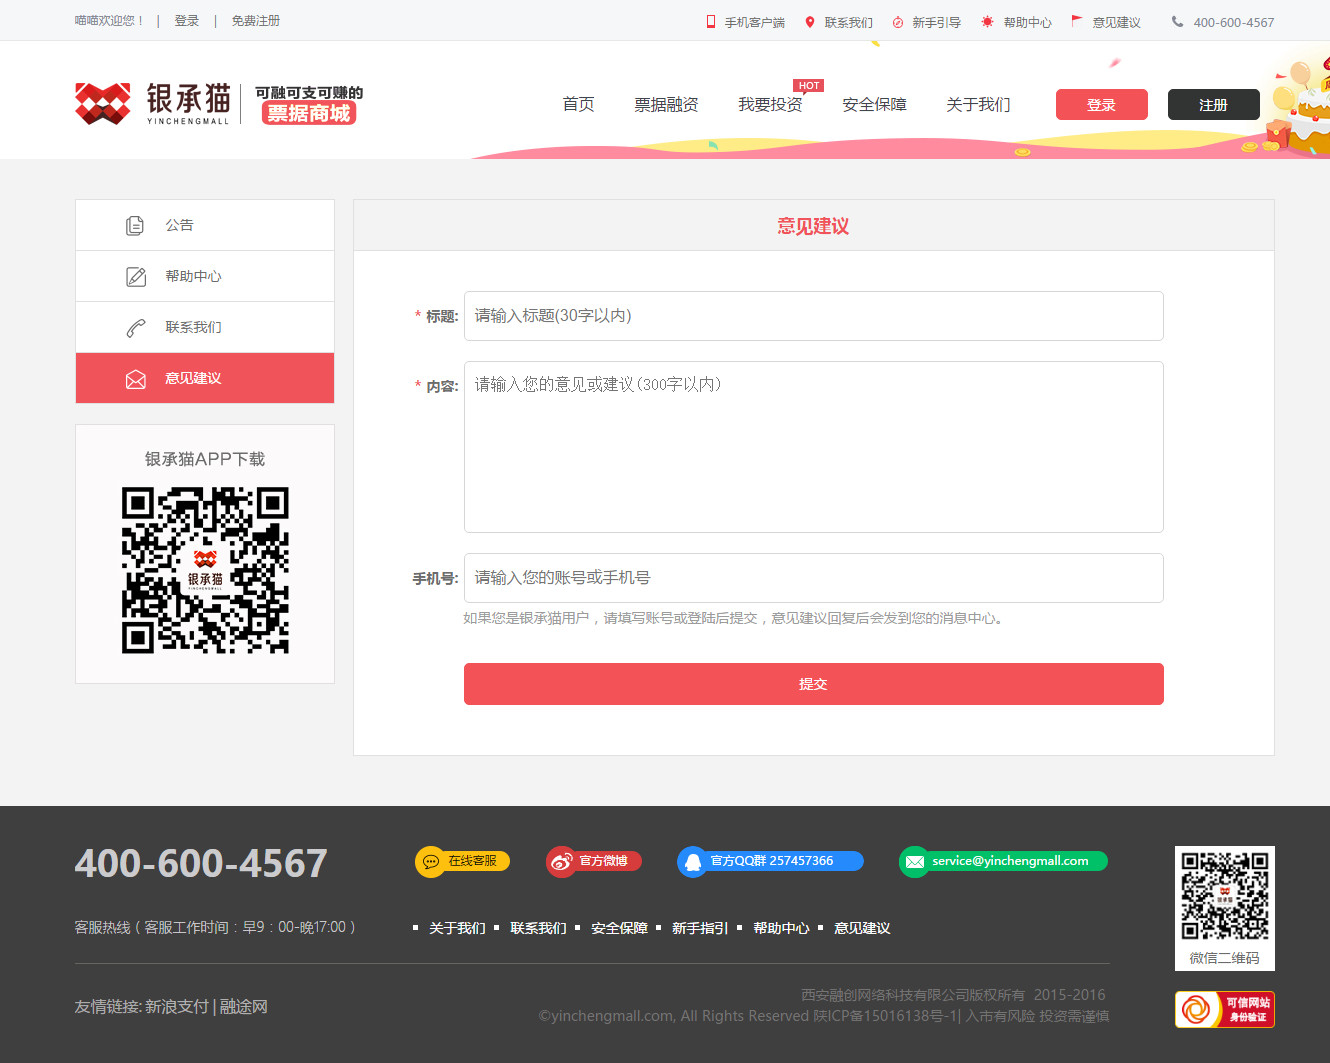 喵喵欢迎您！ | 登录 | 免费注册
手机客户端 联系我们 新手引导 帮助中心 意见建议 400-600-4567
银承猫 YINCHENGMALL
可融可支可赚的
票据商城
首页 票据融资 我要投资 HOT 安全保障 关于我们 登录 注册
公告
帮助中心
联系我们
意见建议
银承猫APP下载
银承猫
YINCHENGMALL
意见建议
* 标题: 请输入标题(30字以内)
* 内容: 请输入您的意见或建议(300字以内)
手机号: 请输入您的账号或手机号
如果您是银承猫用户，请填写账号或登陆后提交，意见建议回复后会发到您的消息中心。
提交
400-600-4567
在线客服 官方微博 官方QQ群 257457366 service@yinchengmall.com
客服热线（客服工作时间：早9：00-晚17:00）
关于我们 联系我们 安全保障 新手指引 帮助中心 意见建议
微信二维码
友情链接: 新浪支付 | 融途网
西安融创网络科技有限公司版权所有 2015-2016
©yinchengmall.com, All Rights Reserved 陕ICP备15016138号-1| 入市有风险 投资需谨慎
可信网站
身份验证